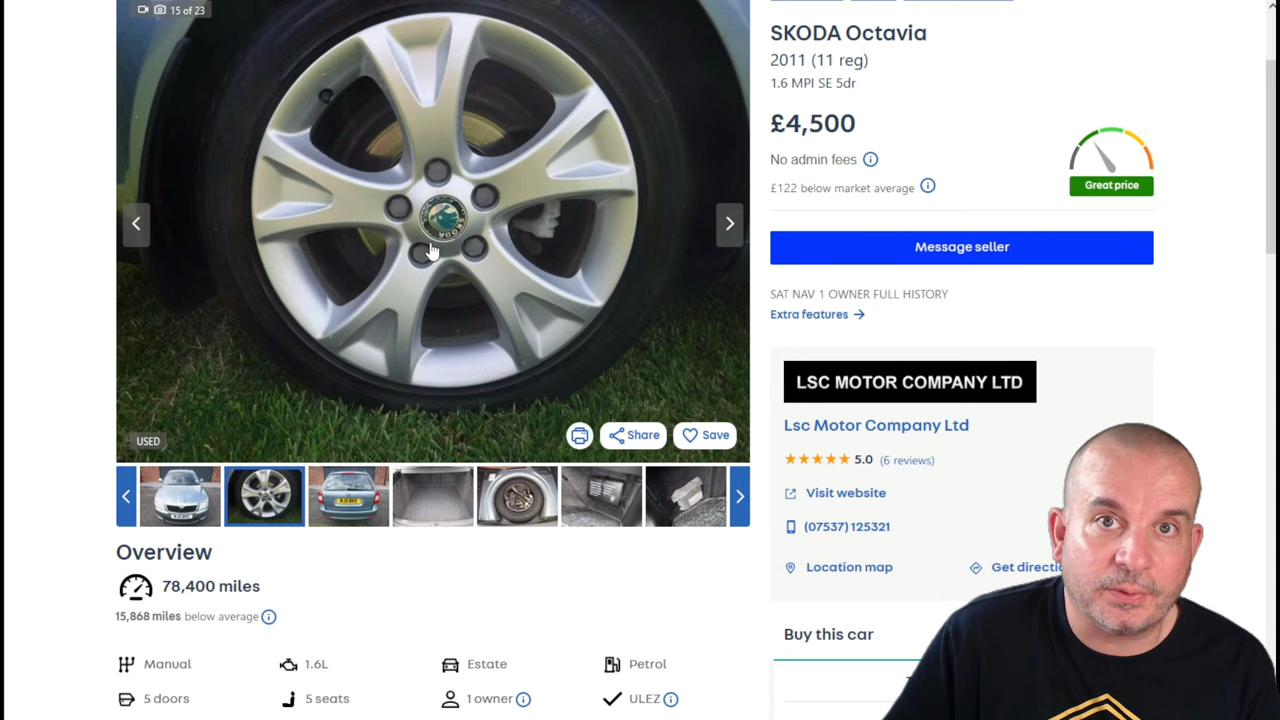 15 of 23
SKODA Octavia
2011 (11 reg)
1.6 MPI SE 5dr
£4,500
No admin fees
£122 below market average
Great price
Message seller
SAT NAV 1 OWNER FULL HISTORY
Extra features
LSC MOTOR COMPANY LTD
Lsc Motor Company Ltd
5.0 (6 reviews)
Visit website
(07537) 125321
Location map
Get directi
Buy this car
SKODA
USED
Share
Save
Overview
78,400 miles
15,868 miles below average
Manual
1.6L
Estate
Petrol
5 doors
5 seats
1 owner
ULEZ